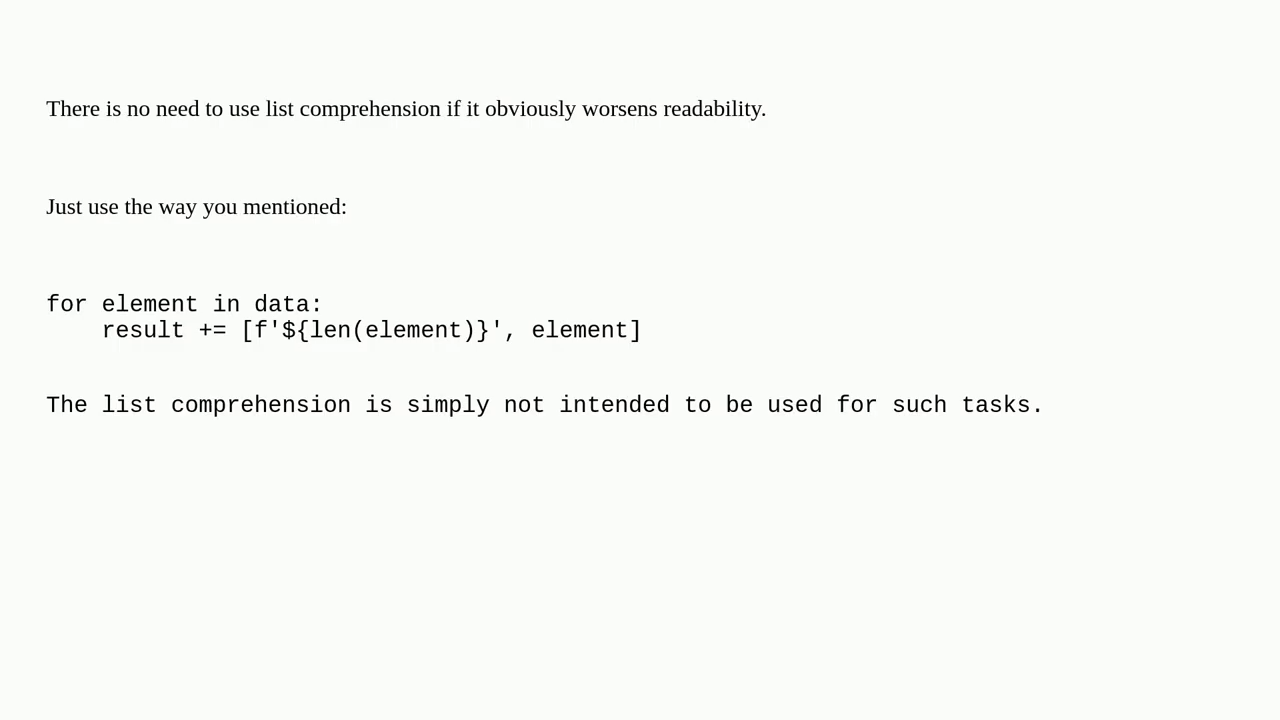 There is no need to use list comprehension if it obviously worsens readability.
Just use the way you mentioned:
for element in data:
    result += [f'${len(element)}', element]
The list comprehension is simply not intended to be used for such tasks.